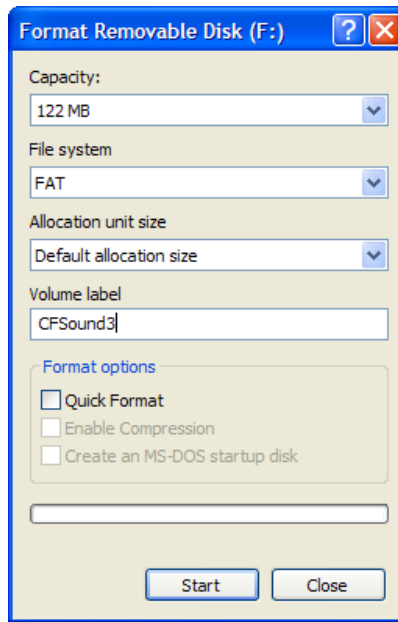 Format Removable Disk (F:)
Capacity:
122 MB
File system
FAT
Allocation unit size
Default allocation size
Volume label
CFSound3
Format options
Quick Format
Enable Compression
Create an MS-DOS startup disk
Start Close